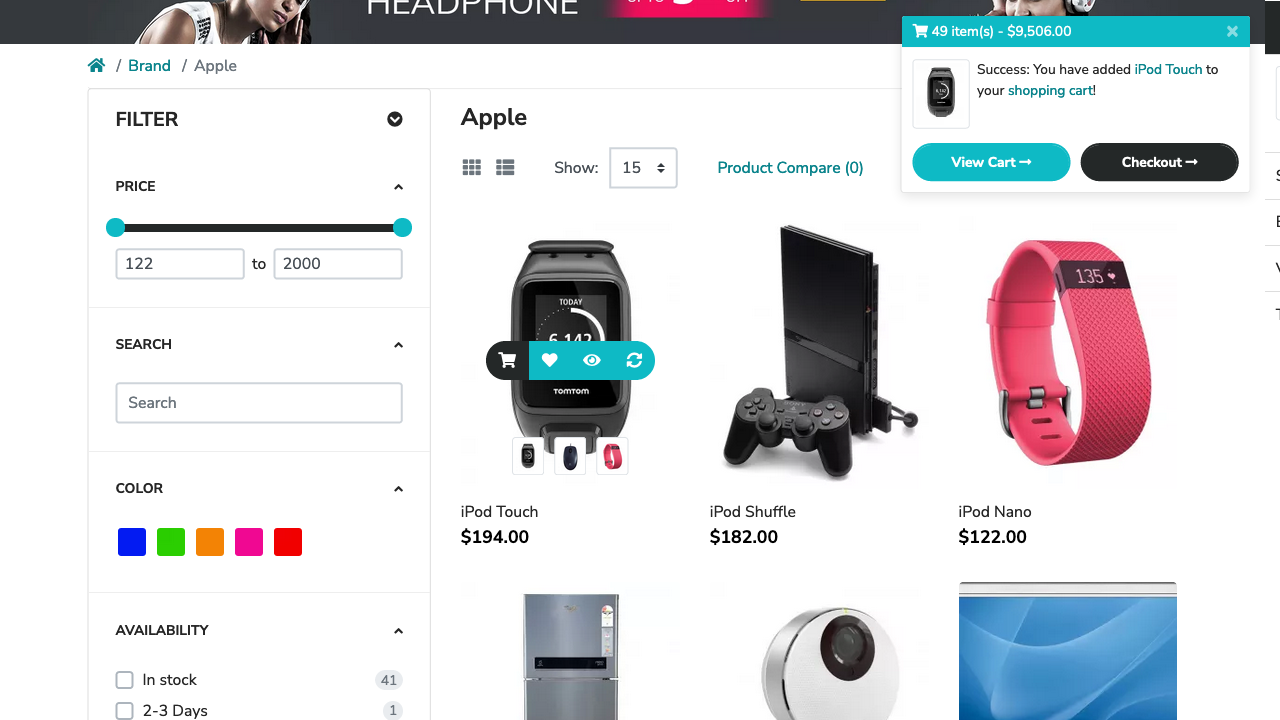 HEADPHONE
49 item(s) - $9,506.00
×
Success: You have added iPod Touch to
your shopping cart!
View Cart
Checkout
/ Brand / Apple
FILTER
PRICE
122 to 2000
SEARCH
Search
COLOR
AVAILABILITY
In stock 41
2-3 Days 1
Apple
Show: 15 Product Compare (0)
TODAY
6,142
TOMTOM
135
iPod Touch
$194.00
iPod Shuffle
$182.00
iPod Nano
$122.00